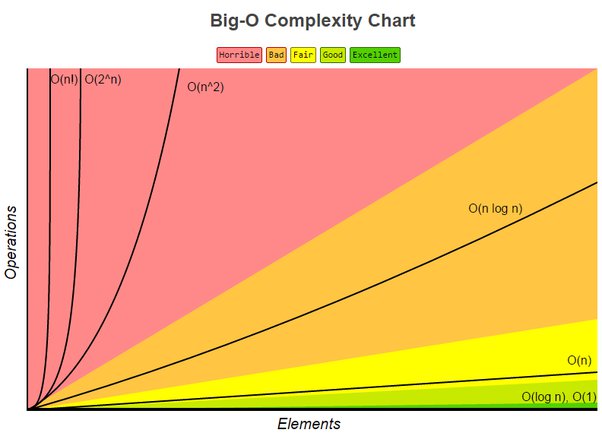 Big-O Complexity Chart
Horrible Bad Fair Good Excellent
O(n!) O(2^n)
O(n^2)
O(n log n)
O(n)
O(log n), O(1)
Operations
Elements